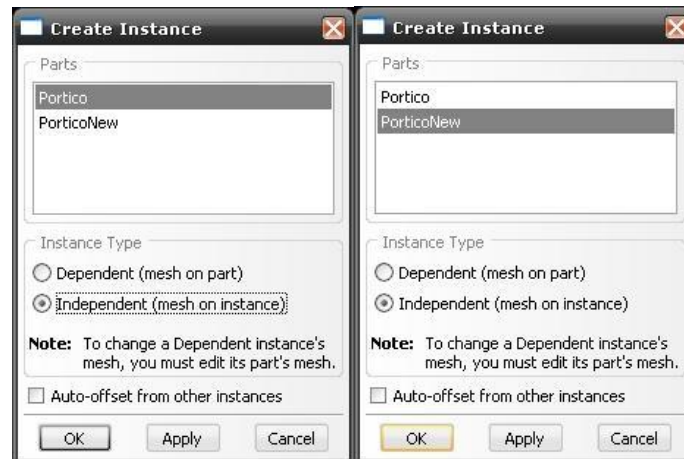 Create Instance
Parts
Portico
PorticoNew
Instance Type
Dependent (mesh on part)
Independent (mesh on instance)
Note: To change a Dependent instance's
mesh, you must edit its part's mesh.
Auto-offset from other instances
OK Apply Cancel
Create Instance
Parts
Portico
PorticoNew
Instance Type
Dependent (mesh on part)
Independent (mesh on instance)
Note: To change a Dependent instance's
mesh, you must edit its part's mesh.
Auto-offset from other instances
OK Apply Cancel